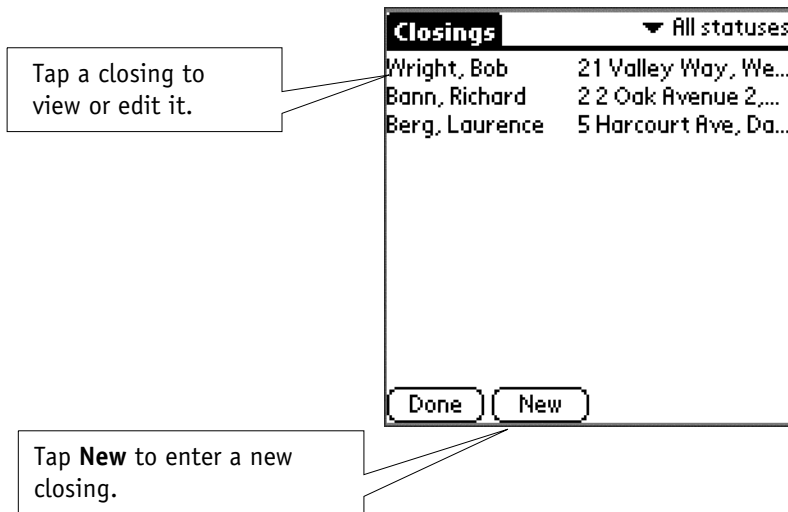 Closings
All statuses
Tap a closing to
view or edit it.
Wright, Bob 21 Valley Way, We...
Bann, Richard 2 2 Oak Avenue 2,...
Berg, Laurence 5 Harcourt Ave, Da...
Done New
Tap New to enter a new
closing.